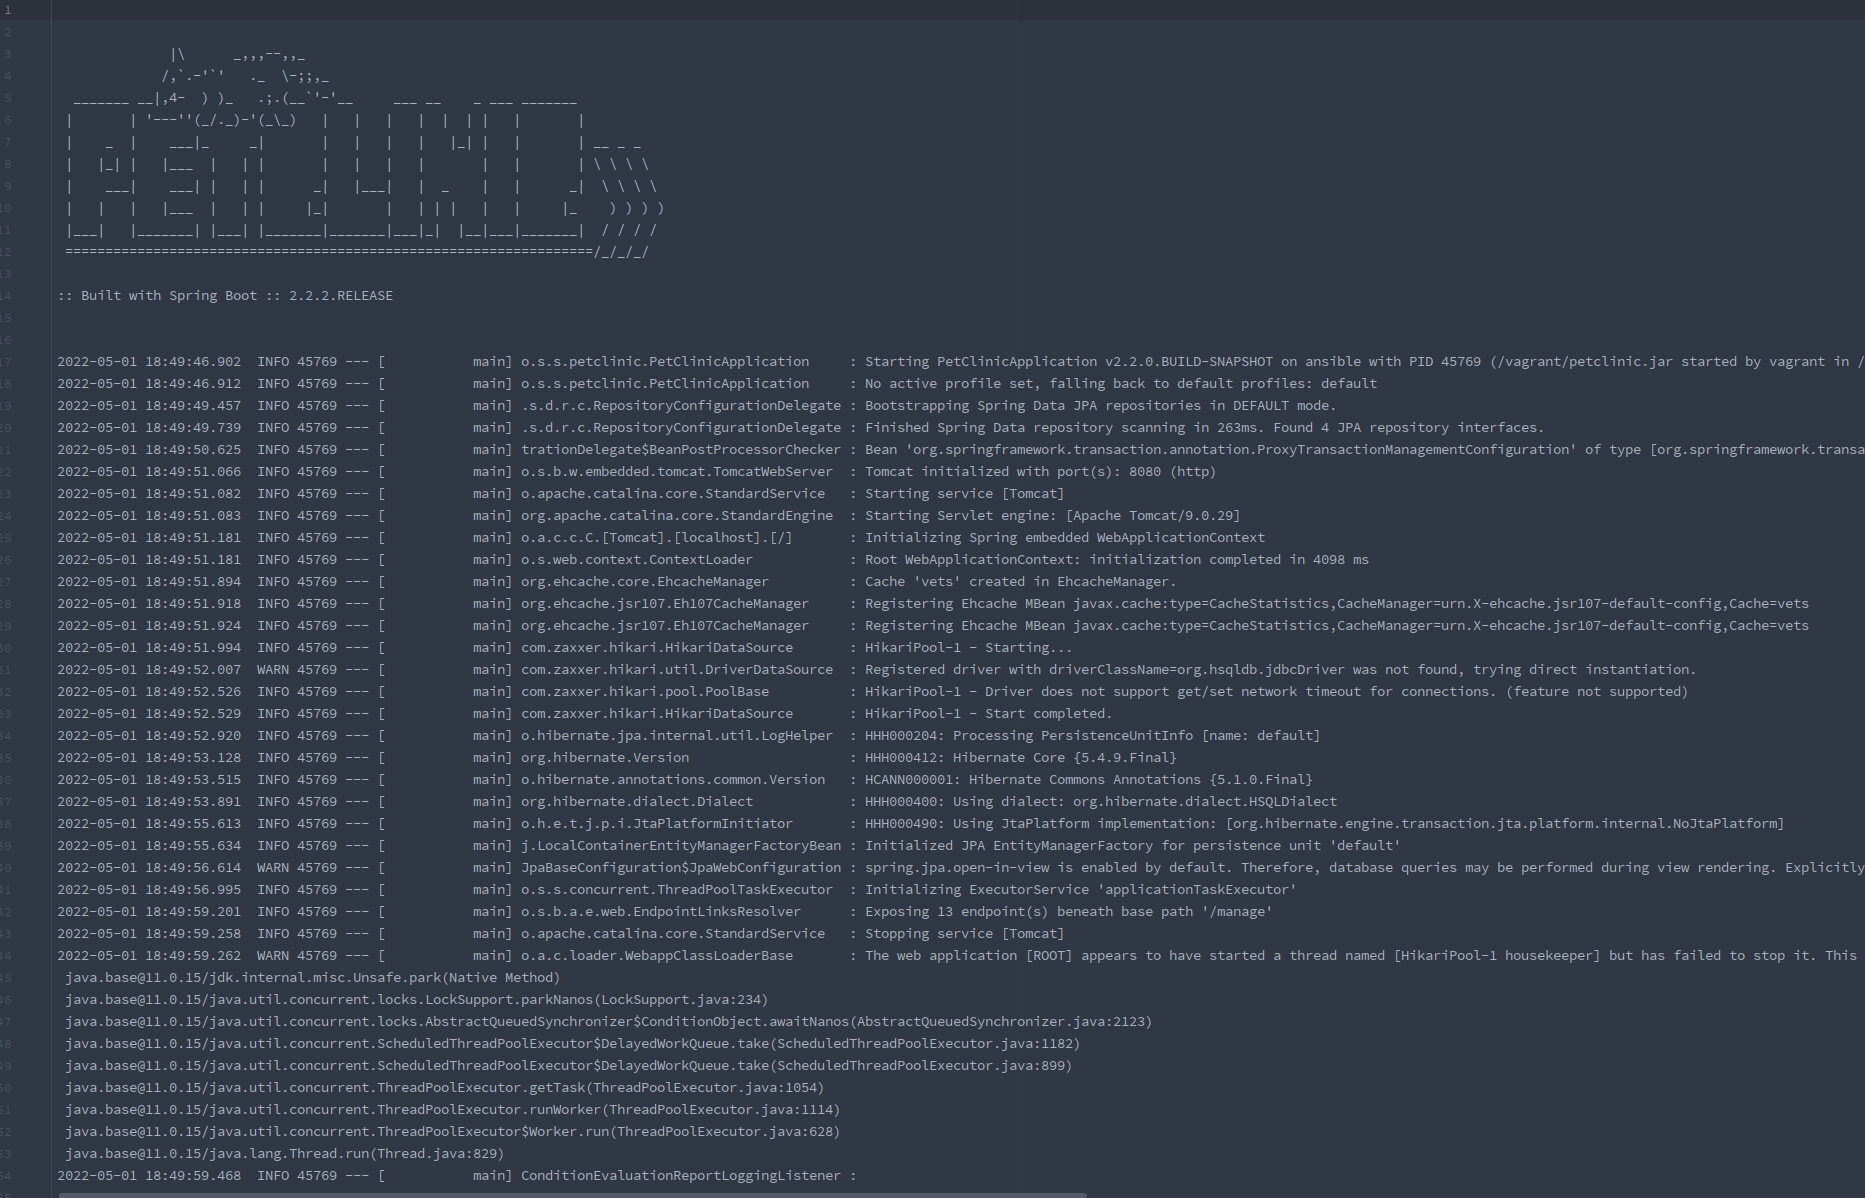 1
2
3              |\      _,,,--,,_
4             /,`.-'`'   ._  \-;;,_
5  _______ __|,4-  ) )_   .;.(__`'-'__     ___ __    _ ___ _______
6 |       | '---''(_/._)-'(_\_)   |   |   |   |  |  | |   |       |
7 |    _  |    ___|_     _|       |   |   |   |   |_| |   |       | __ _ _
8 |   |_| |   |___  |   | |       |   |   |   |       |   |       | \ \ \ \
9 |    ___|    ___| |   | |      _|   |___|   |  _    |   |      _|  \ \ \ \
10 |   |   |   |___  |   | |     |_|       |   | | |   |   |     |_    ) ) ) )
11 |___|   |_______| |___| |_______|_______|___|_|  |__|___|_______|  / / / /
12 ==================================================================/_/_/_/
13
14 :: Built with Spring Boot :: 2.2.2.RELEASE
15
16
17 2022-05-01 18:49:46.902  INFO 45769 --- [           main] o.s.s.petclinic.PetClinicApplication     : Starting PetClinicApplication v2.2.0.BUILD-SNAPSHOT on ansible with PID 45769 (/vagrant/petclinic.jar started by vagrant in /
18 2022-05-01 18:49:46.912  INFO 45769 --- [           main] o.s.s.petclinic.PetClinicApplication     : No active profile set, falling back to default profiles: default
19 2022-05-01 18:49:49.457  INFO 45769 --- [           main] .s.d.r.c.RepositoryConfigurationDelegate : Bootstrapping Spring Data JPA repositories in DEFAULT mode.
20 2022-05-01 18:49:49.739  INFO 45769 --- [           main] .s.d.r.c.RepositoryConfigurationDelegate : Finished Spring Data repository scanning in 263ms. Found 4 JPA repository interfaces.
21 2022-05-01 18:49:50.625  INFO 45769 --- [           main] trationDelegate$BeanPostProcessorChecker : Bean 'org.springframework.transaction.annotation.ProxyTransactionManagementConfiguration' of type [org.springframework.transa
22 2022-05-01 18:49:51.066  INFO 45769 --- [           main] o.s.b.w.embedded.tomcat.TomcatWebServer  : Tomcat initialized with port(s): 8080 (http)
23 2022-05-01 18:49:51.082  INFO 45769 --- [           main] o.apache.catalina.core.StandardService   : Starting service [Tomcat]
24 2022-05-01 18:49:51.083  INFO 45769 --- [           main] org.apache.catalina.core.StandardEngine  : Starting Servlet engine: [Apache Tomcat/9.0.29]
25 2022-05-01 18:49:51.181  INFO 45769 --- [           main] o.a.c.c.C.[Tomcat].[localhost].[/]       : Initializing Spring embedded WebApplicationContext
26 2022-05-01 18:49:51.181  INFO 45769 --- [           main] o.s.web.context.ContextLoader            : Root WebApplicationContext: initialization completed in 4098 ms
27 2022-05-01 18:49:51.894  INFO 45769 --- [           main] org.ehcache.core.EhcacheManager          : Cache 'vets' created in EhcacheManager.
28 2022-05-01 18:49:51.918  INFO 45769 --- [           main] org.ehcache.jsr107.Eh107CacheManager     : Registering Ehcache MBean javax.cache:type=CacheStatistics,CacheManager=urn.X-ehcache.jsr107-default-config,Cache=vets
29 2022-05-01 18:49:51.924  INFO 45769 --- [           main] org.ehcache.jsr107.Eh107CacheManager     : Registering Ehcache MBean javax.cache:type=CacheStatistics,CacheManager=urn.X-ehcache.jsr107-default-config,Cache=vets
30 2022-05-01 18:49:51.994  INFO 45769 --- [           main] com.zaxxer.hikari.HikariDataSource       : HikariPool-1 - Starting...
31 2022-05-01 18:49:52.007  WARN 45769 --- [           main] com.zaxxer.hikari.util.DriverDataSource  : Registered driver with driverClassName=org.hsqldb.jdbcDriver was not found, trying direct instantiation.
32 2022-05-01 18:49:52.526  INFO 45769 --- [           main] com.zaxxer.hikari.pool.PoolBase          : HikariPool-1 - Driver does not support get/set network timeout for connections. (feature not supported)
33 2022-05-01 18:49:52.529  INFO 45769 --- [           main] com.zaxxer.hikari.HikariDataSource       : HikariPool-1 - Start completed.
34 2022-05-01 18:49:52.920  INFO 45769 --- [           main] o.hibernate.jpa.internal.util.LogHelper  : HHH000204: Processing PersistenceUnitInfo [name: default]
35 2022-05-01 18:49:53.128  INFO 45769 --- [           main] org.hibernate.Version                    : HHH000412: Hibernate Core {5.4.9.Final}
36 2022-05-01 18:49:53.515  INFO 45769 --- [           main] o.hibernate.annotations.common.Version   : HCANN000001: Hibernate Commons Annotations {5.1.0.Final}
37 2022-05-01 18:49:53.891  INFO 45769 --- [           main] org.hibernate.dialect.Dialect            : HHH000400: Using dialect: org.hibernate.dialect.HSQLDialect
38 2022-05-01 18:49:55.613  INFO 45769 --- [           main] o.h.e.t.j.p.i.JtaPlatformInitiator       : HHH000490: Using JtaPlatform implementation: [org.hibernate.engine.transaction.jta.platform.internal.NoJtaPlatform]
39 2022-05-01 18:49:55.634  INFO 45769 --- [           main] j.LocalContainerEntityManagerFactoryBean : Initialized JPA EntityManagerFactory for persistence unit 'default'
40 2022-05-01 18:49:56.614  WARN 45769 --- [           main] JpaBaseConfiguration$JpaWebConfiguration : spring.jpa.open-in-view is enabled by default. Therefore, database queries may be performed during view rendering. Explicitly
41 2022-05-01 18:49:56.995  INFO 45769 --- [           main] o.s.s.concurrent.ThreadPoolTaskExecutor  : Initializing ExecutorService 'applicationTaskExecutor'
42 2022-05-01 18:49:59.201  INFO 45769 --- [           main] o.s.b.a.e.web.EndpointLinksResolver      : Exposing 13 endpoint(s) beneath base path '/manage'
43 2022-05-01 18:49:59.258  INFO 45769 --- [           main] o.apache.catalina.core.StandardService   : Stopping service [Tomcat]
44 2022-05-01 18:49:59.262  WARN 45769 --- [           main] o.a.c.loader.WebappClassLoaderBase       : The web application [ROOT] appears to have started a thread named [HikariPool-1 housekeeper] but has failed to stop it. This
45  java.base@11.0.15/jdk.internal.misc.Unsafe.park(Native Method)
46  java.base@11.0.15/java.util.concurrent.locks.LockSupport.parkNanos(LockSupport.java:234)
47  java.base@11.0.15/java.util.concurrent.locks.AbstractQueuedSynchronizer$ConditionObject.awaitNanos(AbstractQueuedSynchronizer.java:2123)
48  java.base@11.0.15/java.util.concurrent.ScheduledThreadPoolExecutor$DelayedWorkQueue.take(ScheduledThreadPoolExecutor.java:1182)
49  java.base@11.0.15/java.util.concurrent.ScheduledThreadPoolExecutor$DelayedWorkQueue.take(ScheduledThreadPoolExecutor.java:899)
50  java.base@11.0.15/java.util.concurrent.ThreadPoolExecutor.getTask(ThreadPoolExecutor.java:1054)
51  java.base@11.0.15/java.util.concurrent.ThreadPoolExecutor.runWorker(ThreadPoolExecutor.java:1114)
52  java.base@11.0.15/java.util.concurrent.ThreadPoolExecutor$Worker.run(ThreadPoolExecutor.java:628)
53  java.base@11.0.15/java.lang.Thread.run(Thread.java:829)
54 2022-05-01 18:49:59.468  INFO 45769 --- [           main] ConditionEvaluationReportLoggingListener :